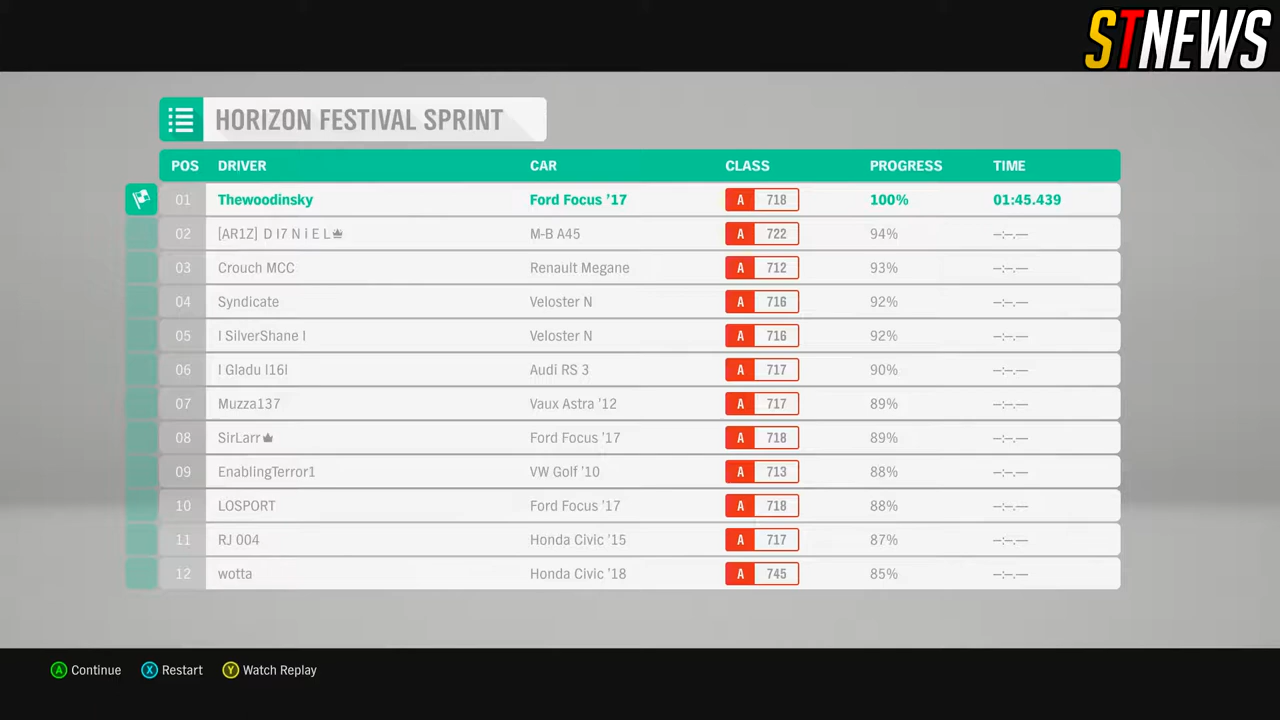 STNEWS
HORIZON FESTIVAL SPRINT
POS DRIVER CAR CLASS PROGRESS TIME
01 Thewoodinsky Ford Focus '17 A 718 100% 01:45.439
02 [AR1Z] D I7 N i E L M-B A45 A 722 94% --:--.---
03 Crouch MCC Renault Megane A 712 93% --:--.---
04 Syndicate Veloster N A 716 92% --:--.---
05 I SilverShane I Veloster N A 716 92% --:--.---
06 I Gladu I16I Audi RS 3 A 717 90% --:--.---
07 Muzza137 Vaux Astra '12 A 717 89% --:--.---
08 SirLarr Ford Focus '17 A 718 89% --:--.---
09 EnablingTerror1 VW Golf '10 A 713 88% --:--.---
10 LOSPORT Ford Focus '17 A 718 88% --:--.---
11 RJ 004 Honda Civic '15 A 717 87% --:--.---
12 wotta Honda Civic '18 A 745 85% --:--.---
A Continue X Restart Y Watch Replay